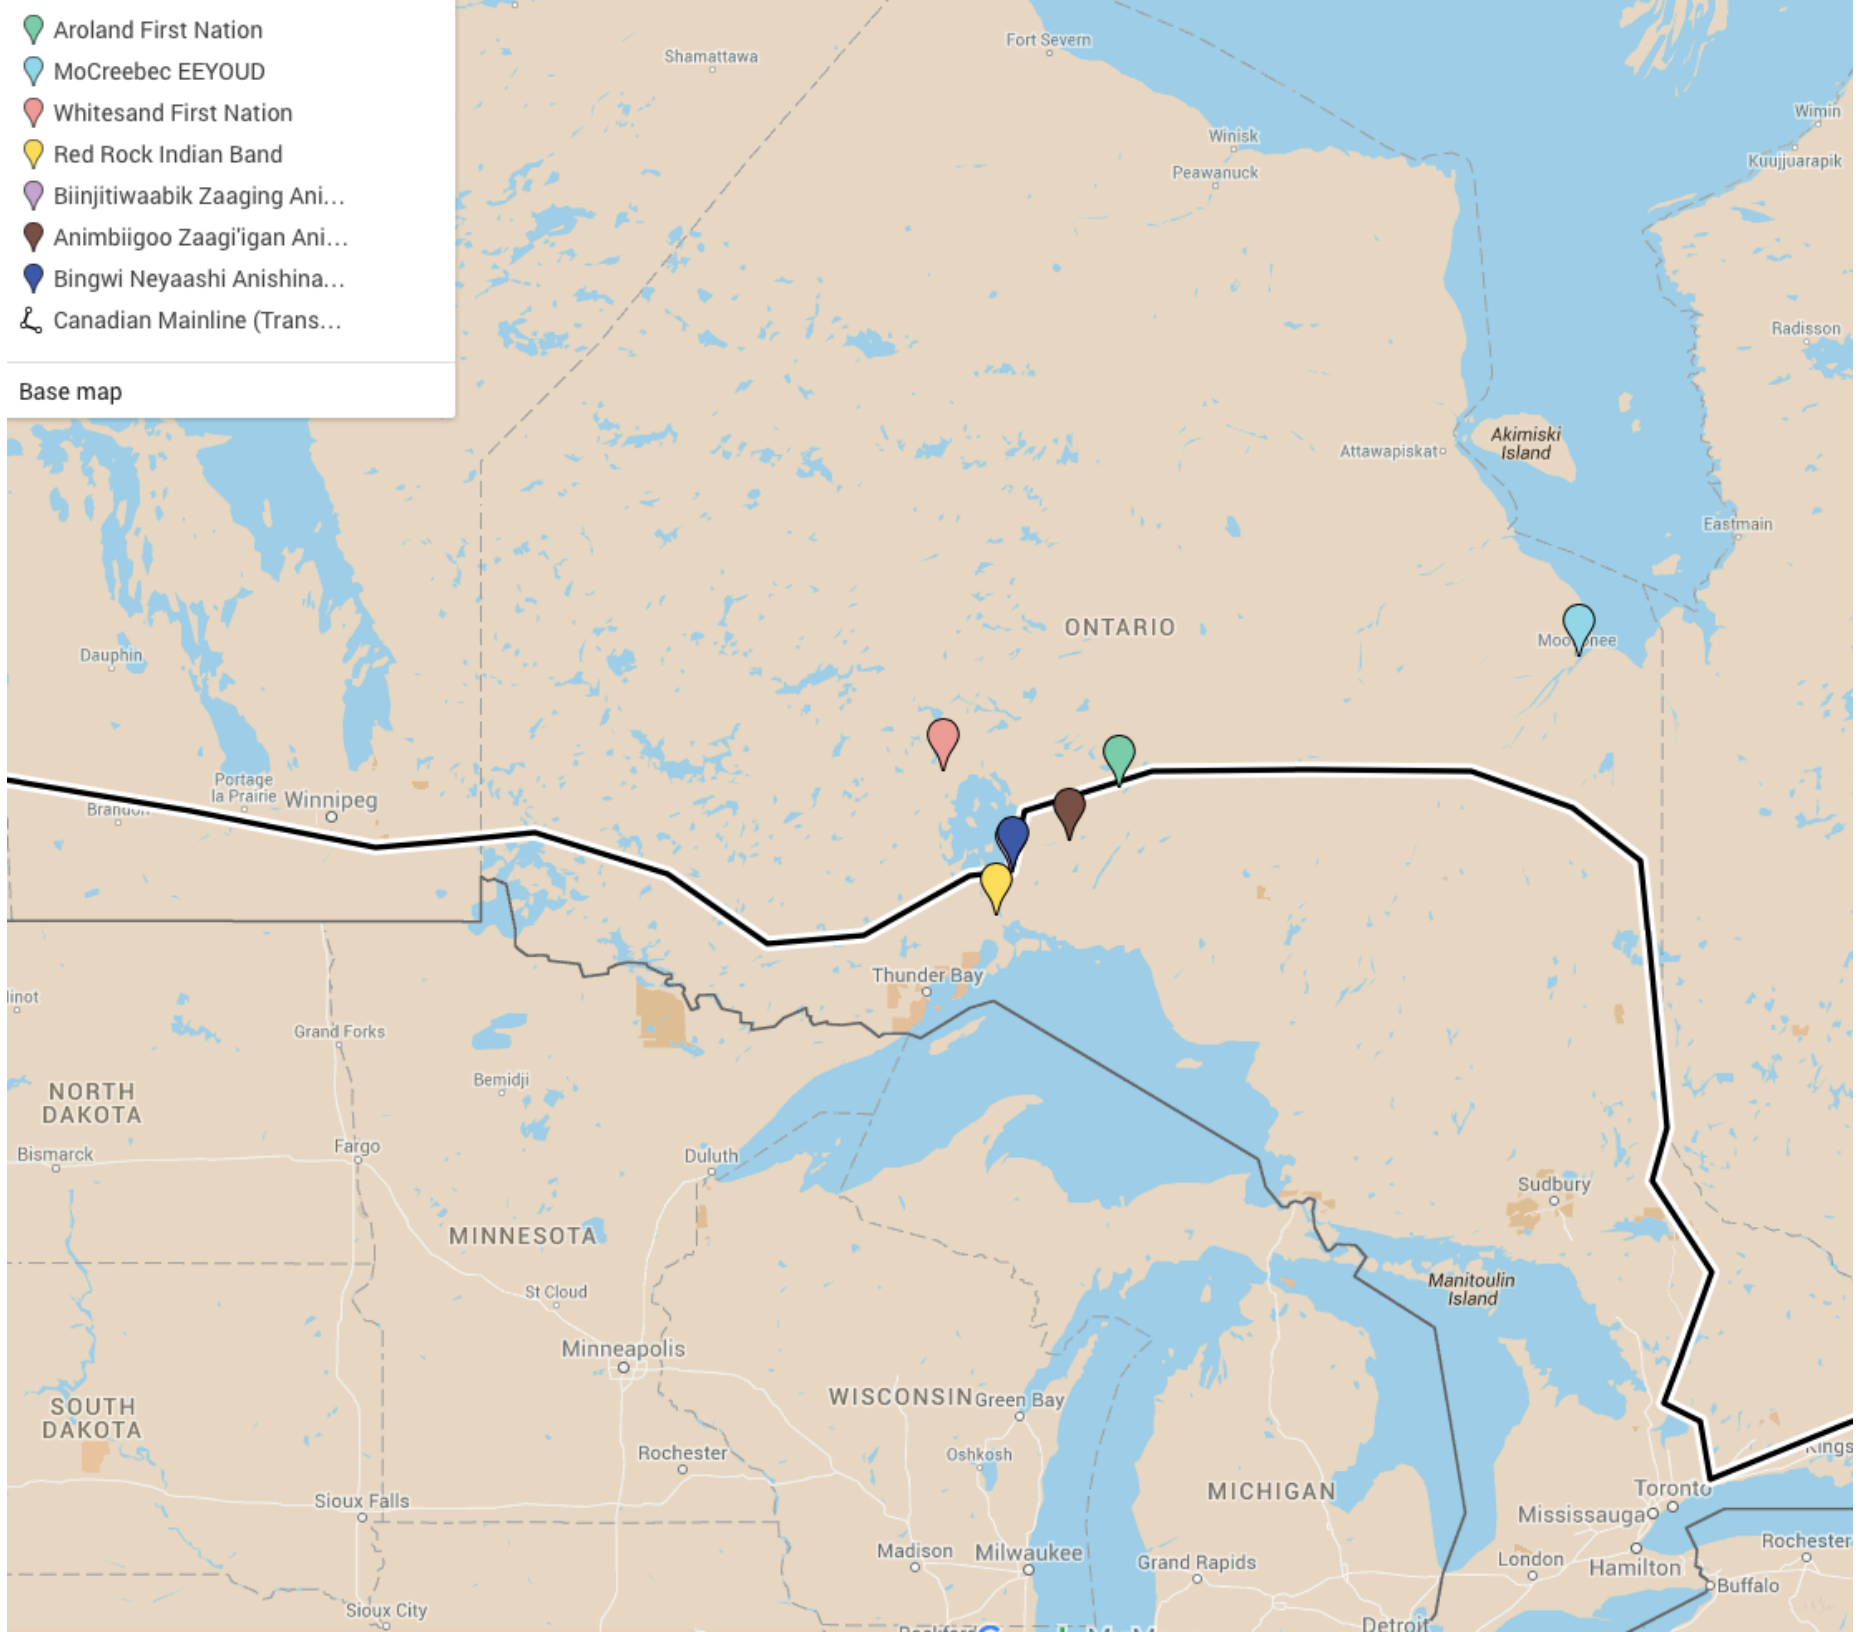 Aroland First Nation
MoCreebec EEYOUD
Whitesand First Nation
Red Rock Indian Band
Biinjitiwaabik Zaaging Ani...
Animbiigoo Zaagi'igan Ani...
Bingwi Neyaashi Anishina...
Canadian Mainline (Trans...
Base map
Shamattawa
Fort Severn
Winisk
Peawanuck
Wimin
Kuujjuarapik
Radisson
Akimiski
Island
Attawapiskat
Eastmain
ONTARIO
Dauphin
Portage
la Prairie
Winnipeg
Brandon
Thunder Bay
Grand Forks
Bemidji
NORTH
DAKOTA
Bismarck
Fargo
Duluth
Sudbury
MINNESOTA
St Cloud
Manitoulin
Island
Minneapolis
WISCONSIN
Green Bay
SOUTH
DAKOTA
Rochester
Oshkosh
MICHIGAN
Kings
Toronto
Mississauga
Sioux Falls
Madison
Milwaukee
Grand Rapids
London
Hamilton
Rochester
Buffalo
Sioux City
Detroit